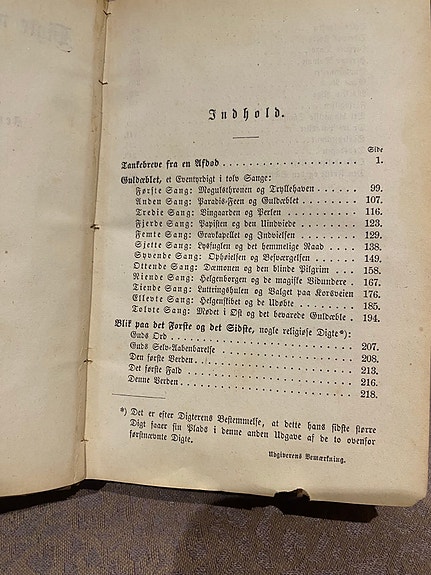 Indhold.
Side
Tankebreve fra en Afdød . . . . . . . . . . . . . . . . . . . 1.
Guldæblet, et Eventyrdigt i tolv Sange:
Første Sang: Mogulsthronen og Tryllehaven . . . . . . 99.
Anden Sang: Paradis-Feen og Guldæblet . . . . . . . . 107.
Tredie Sang: Vingaarden og Perlen . . . . . . . . . . 116.
Fjerde Sang: Papisten og den Uindviede . . . . . . . . 123.
Femte Sang: Gravkapellet og Indvielsen . . . . . . . . 129.
Sjette Sang: Lysfuglen og det hemmelige Raad . . . . 138.
Syvende Sang: Ophøielsen og Besværgelsen . . . . . . 149.
Ottende Sang: Dæmonen og den blinde Pilgrim . . . . 158.
Niende Sang: Helgenborgen og de magiske Vidundere . 167.
Tiende Sang: Luttringshulen og Valget paa Korsveien 176.
Ellevte Sang: Helgenslibet og de Udøbte . . . . . . . 185.
Tolvte Sang: Mødet i Øst og det bevarede Guldæble . 194.
Blik paa det Første og det Sidste, nogle religiøse Digte*):
Guds Ord . . . . . . . . . . . . . . . . . . . . . . . 207.
Guds Selv-Aabenbarelse . . . . . . . . . . . . . . . . 208.
Den første Verden . . . . . . . . . . . . . . . . . . . 213.
Det første Fald . . . . . . . . . . . . . . . . . . . . 216.
Denne Verden . . . . . . . . . . . . . . . . . . . . . 218.
*) Det er efter Digterens Bestemmelse, at dette hans sidste større
Digt faaer sin Plads i denne anden Udgave af de to ovenfor
førstnævnte Digte.
Udgiverens Bemærkning.